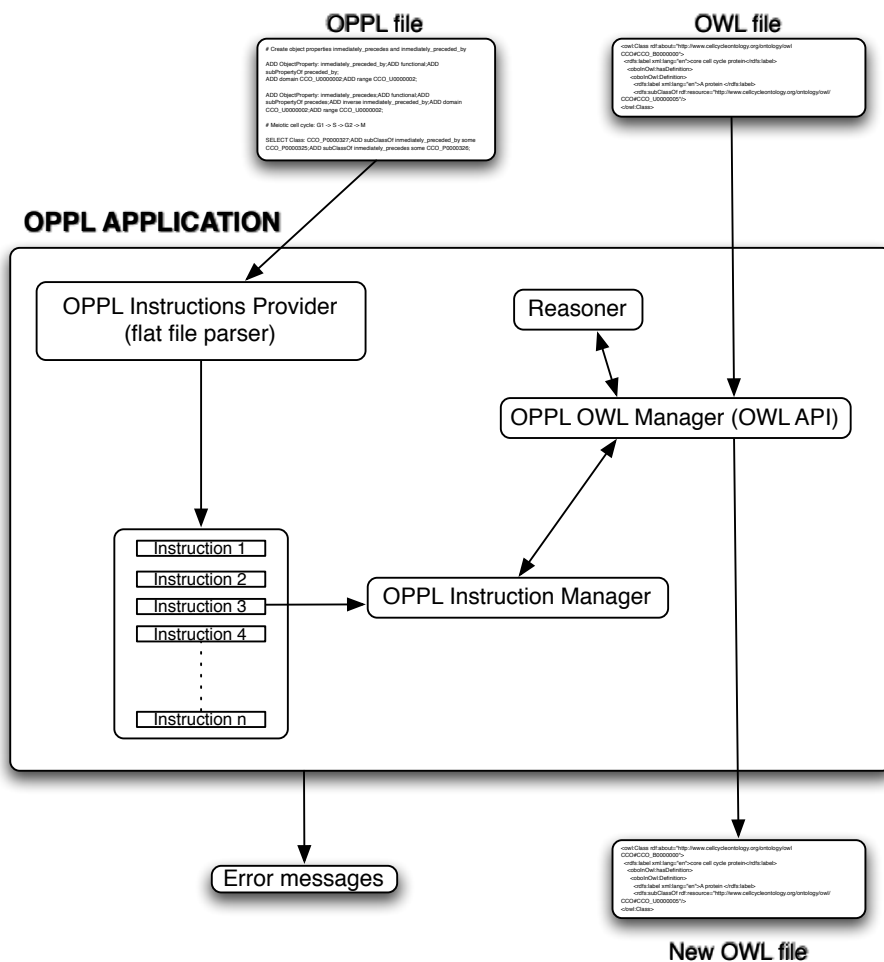 OPPL file
# Create object properties inmediately_precedes and inmediately_preceded_by
ADD ObjectProperty: inmediately_preceded_by;ADD functional;ADD
subPropertyOf preceded_by;
ADD domain CCO_U0000002;ADD range CCO_U0000002;
ADD ObjectProperty: inmediately_precedes;ADD functional;ADD
subPropertyOf precedes;ADD inverse inmediately_preceded_by;ADD domain
CCO_U0000002;ADD range CCO_U0000002;
# Meiotic cell cycle: G1 -> S -> G2 -> M
SELECT Class: CCO_P0000327;ADD subClassOf inmediately_preceded_by some
CCO_P0000325;ADD subClassOf inmediately_precedes some CCO_P0000326;
OWL file
<owl:Class rdf:about="http://www.cellcycleontology.org/ontology/owl
CCO#CCO_B0000000">
<rdfs:label xml:lang="en">core cell cycle protein</rdfs:label>
<oboInOwl:hasDefinition>
<oboInOwl:Definition>
<rdfs:label xml:lang="en">A protein </rdfs:label>
<rdfs:subClassOf rdf:resource="http://www.cellcycleontology.org/ontology/owl/
CCO#CCO_U0000005"/>
</owl:Class>
OPPL APPLICATION
OPPL Instructions Provider
(flat file parser)
Reasoner
OPPL OWL Manager (OWL API)
Instruction 1
Instruction 2
Instruction 3
Instruction 4
Instruction n
OPPL Instruction Manager
Error messages
<owl:Class rdf:about="http://www.cellcycleontology.org/ontology/owl
CCO#CCO_B0000000">
<rdfs:label xml:lang="en">core cell cycle protein</rdfs:label>
<oboInOwl:hasDefinition>
<oboInOwl:Definition>
<rdfs:label xml:lang="en">A protein </rdfs:label>
<rdfs:subClassOf rdf:resource="http://www.cellcycleontology.org/ontology/owl/
CCO#CCO_U0000005"/>
</owl:Class>
New OWL file